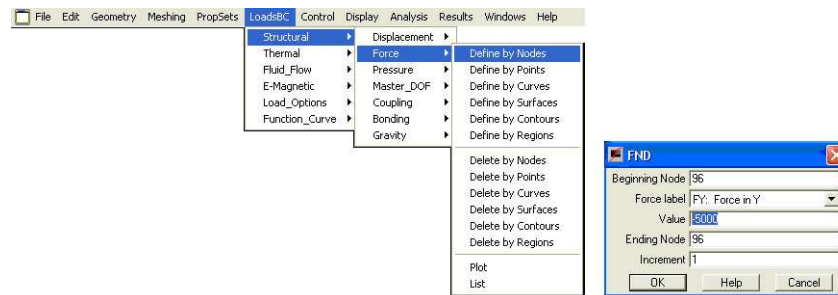 File Edit Geometry Meshing PropSets LoadsBC Control Display Analysis Results Windows Help
Structural
Thermal
Fluid_Flow
E-Magnetic
Load_Options
Function_Curve
Displacement
Force
Pressure
Master_DOF
Coupling
Bonding
Gravity
Define by Nodes
Define by Points
Define by Curves
Define by Surfaces
Define by Contours
Define by Regions
Delete by Nodes
Delete by Points
Delete by Curves
Delete by Surfaces
Delete by Contours
Delete by Regions
Plot
List
FND
Beginning Node 96
Force label FY: Force in Y
Value -5000
Ending Node 96
Increment 1
OK Help Cancel